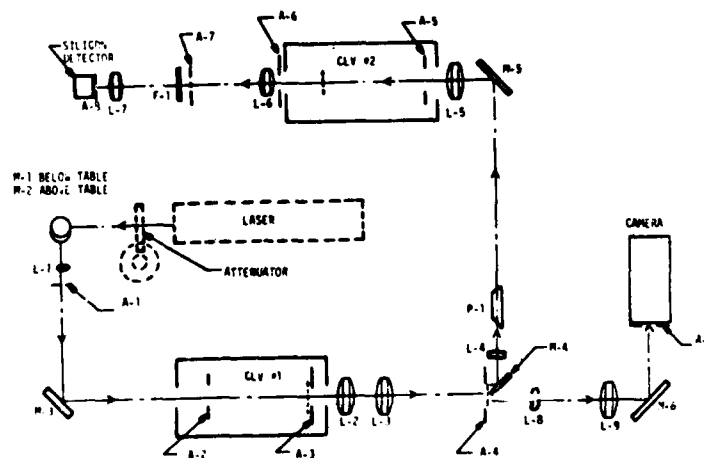 A-6
A-7
A-5
SILICON
DETECTOR
CLV #2
M-5
A-8
L-7
F-1
L-6
L-5
M-1 BELOW TABLE
M-2 ABOVE TABLE
LASER
CAMERA
ATTENUATOR
L-1
A-1
P-1
L-4
M-4
A-
CLV #1
M-3
L-2
L-3
L-8
L-9
M-6
A-2
A-3
A-4